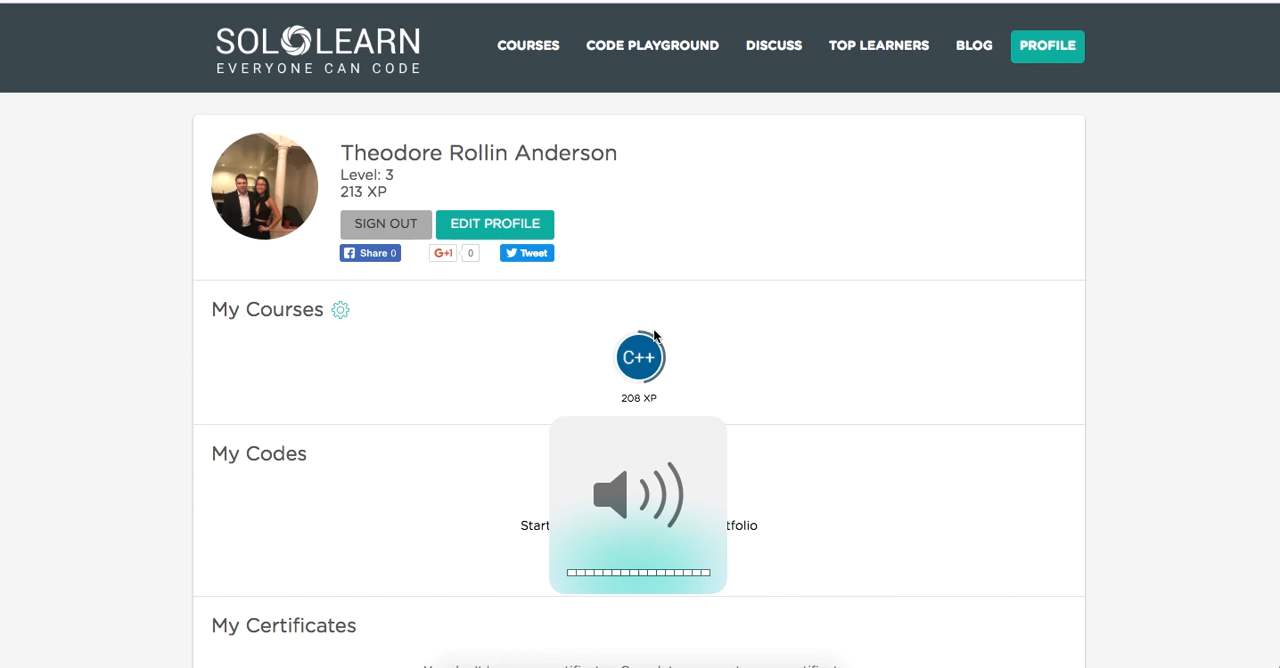 SOLOLEARN
EVERYONE CAN CODE
COURSES CODE PLAYGROUND DISCUSS TOP LEARNERS BLOG PROFILE
Theodore Rollin Anderson
Level: 3
213 XP
SIGN OUT EDIT PROFILE
Share 0 G+1 0 Tweet
My Courses
C++
208 XP
My Codes
Start
tfolio
My Certificates